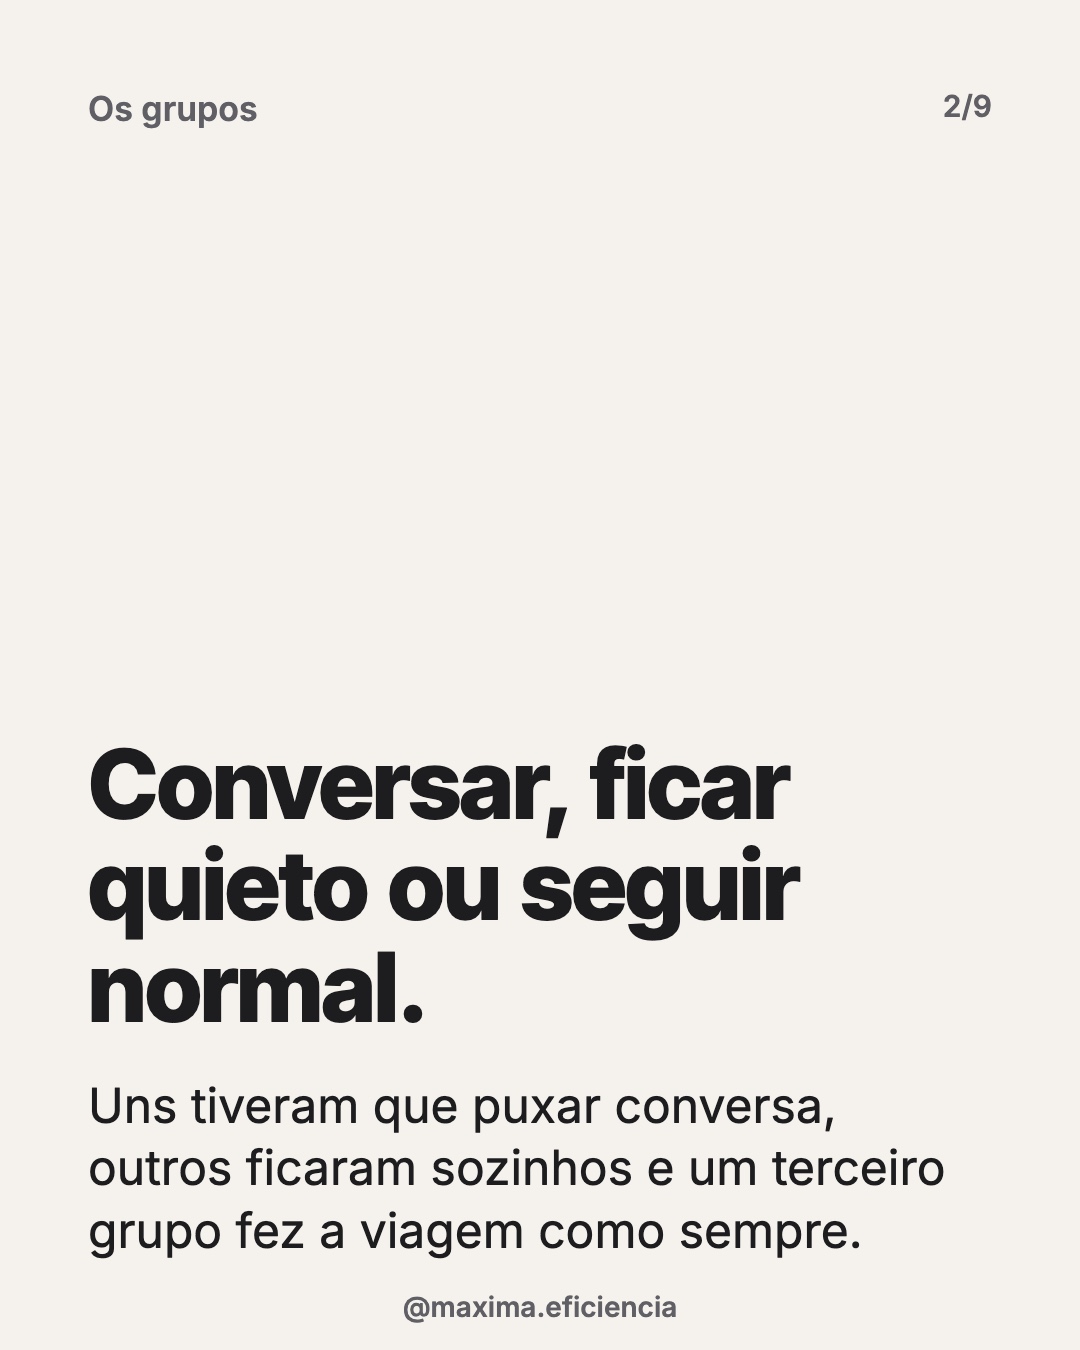 Os grupos
2/9
Conversar, ficar
quieto ou seguir
normal.
Uns tiveram que puxar conversa,
outros ficaram sozinhos e um terceiro
grupo fez a viagem como sempre.
@maxima.eficiencia